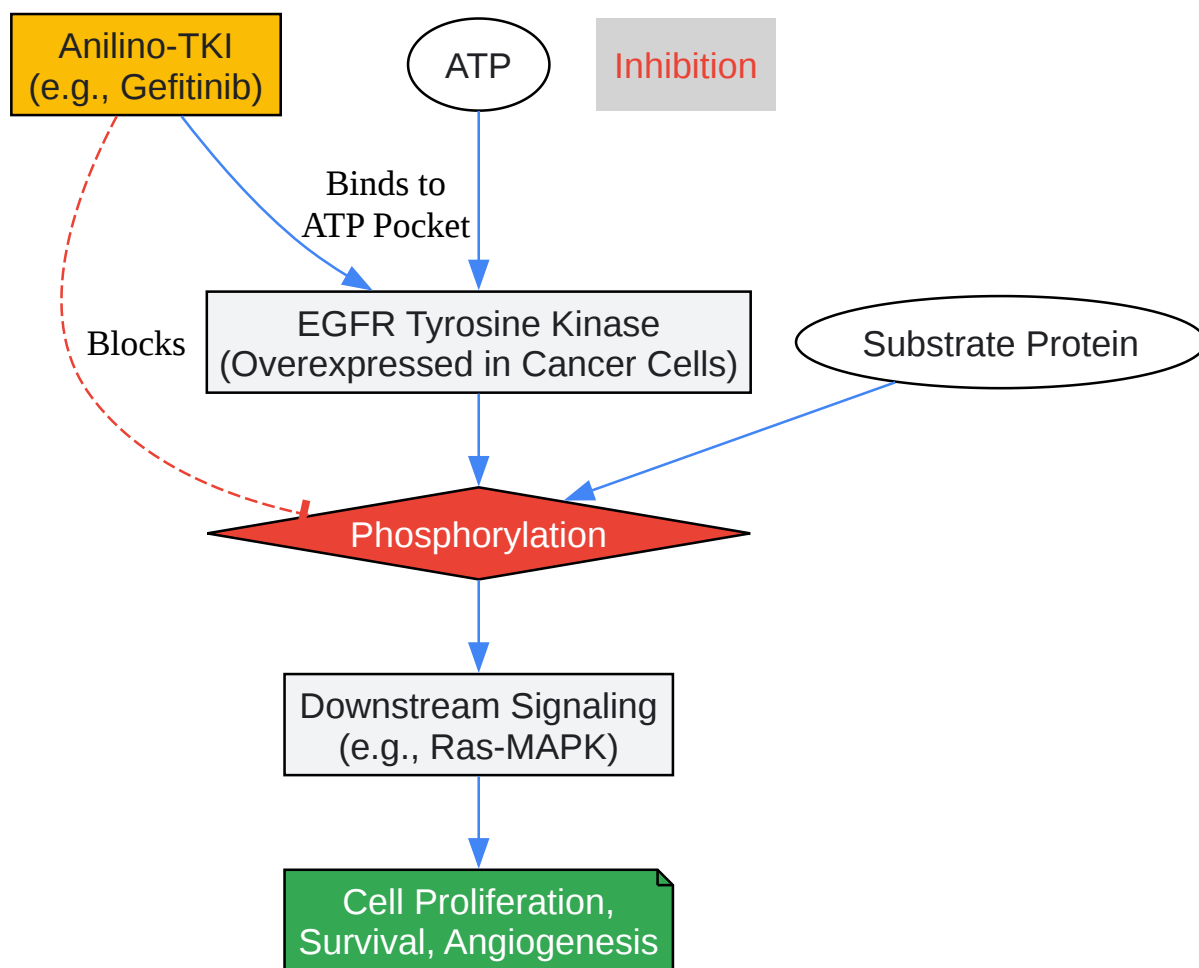 Anilino-TKI
(e.g., Gefitinib)
ATP
Inhibition
Binds to
ATP Pocket
Blocks
EGFR Tyrosine Kinase
(Overexpressed in Cancer Cells)
Substrate Protein
Phosphorylation
Downstream Signaling
(e.g., Ras-MAPK)
Cell Proliferation,
Survival, Angiogenesis